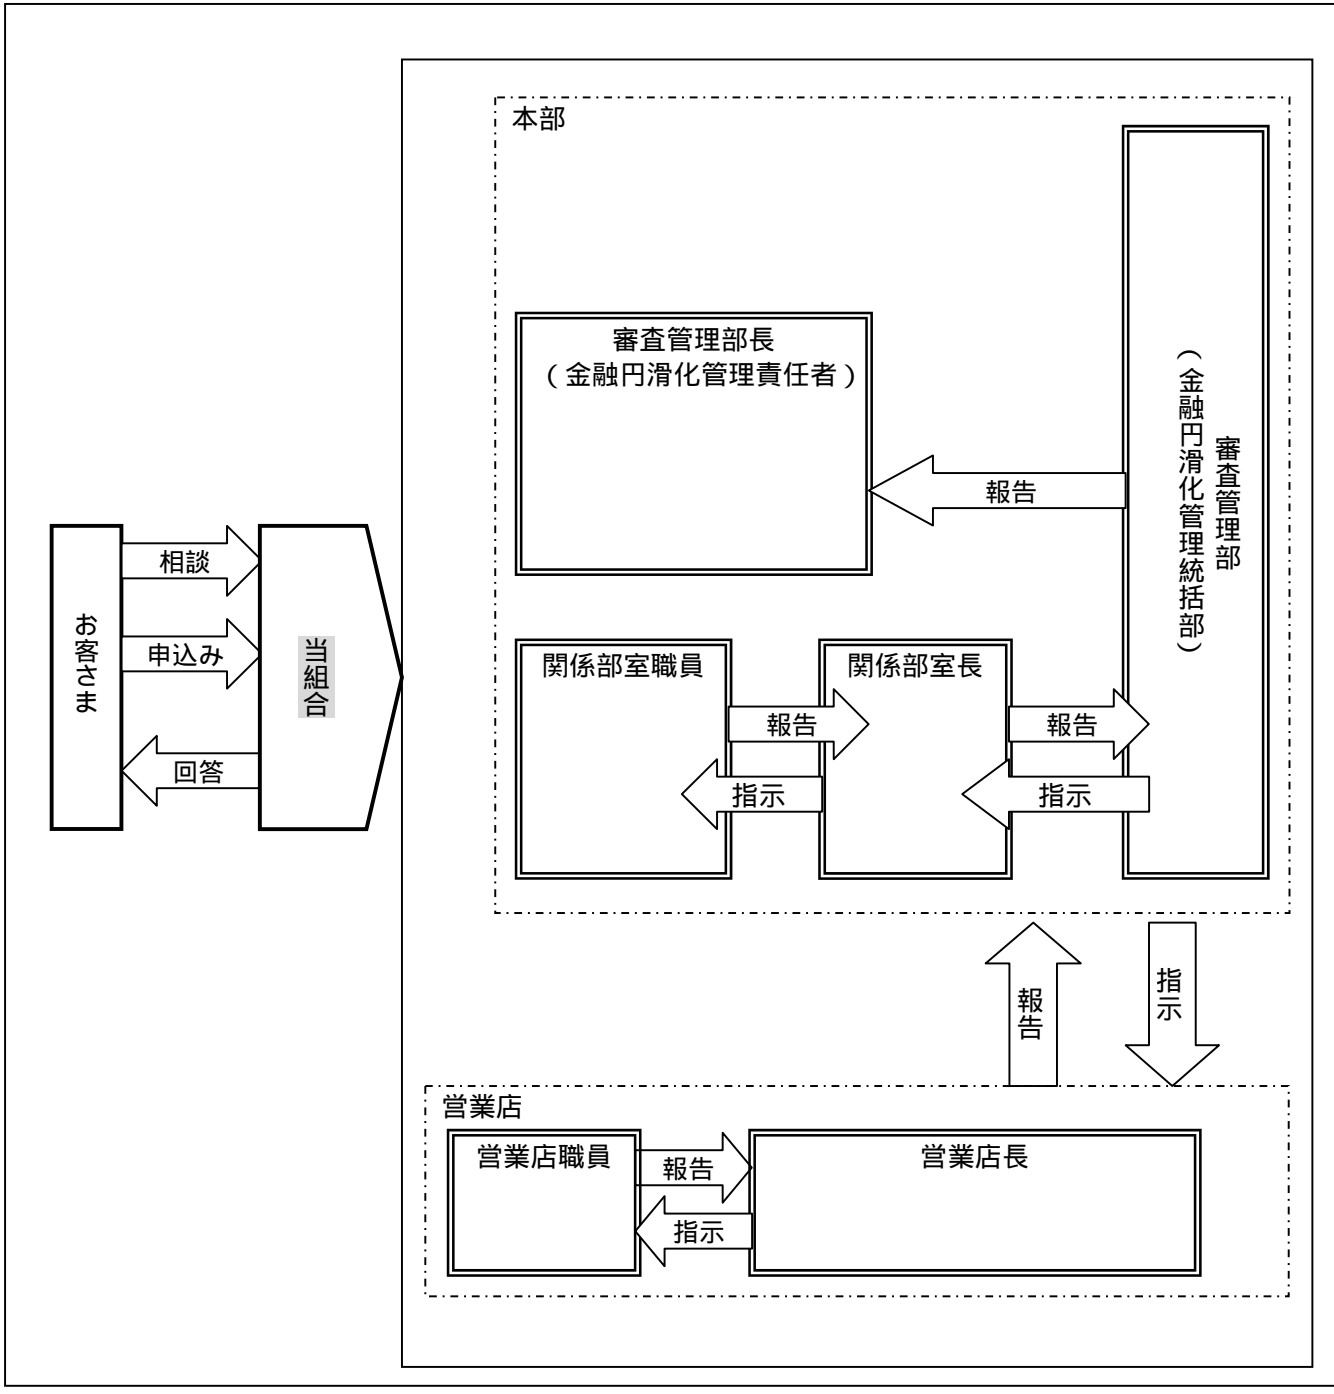 本部
審査管理部長
（金融円滑化管理責任者）
審査管理部
（金融円滑化管理統括部）
報告
お客さま
相談
申込み
回答
当組合
関係部室職員
報告
指示
関係部室長
報告
指示
報告
指示
営業店
営業店職員
報告
指示
営業店長